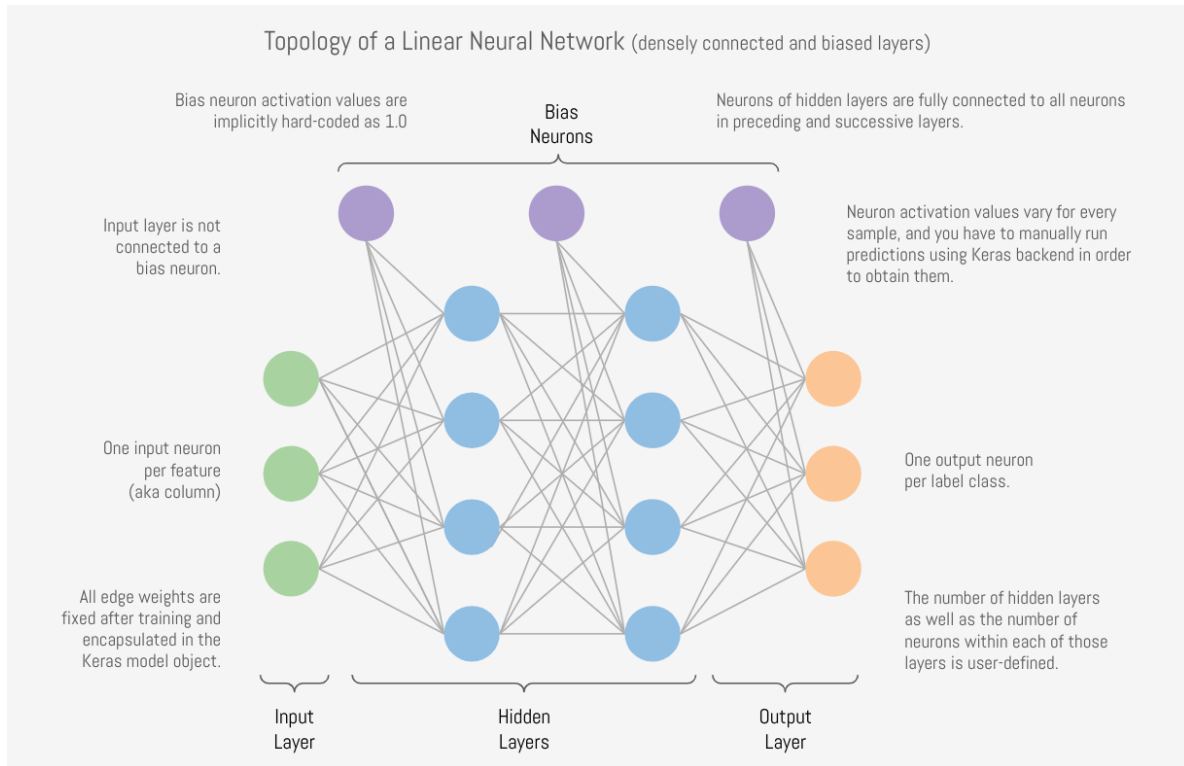 Topology of a Linear Neural Network (densely connected and biased layers)
Bias neuron activation values are
implicitly hard-coded as 1.0
Bias
Neurons
Neurons of hidden layers are fully connected to all neurons
in preceding and successive layers.
Input layer is not
connected to a
bias neuron.
Neuron activation values vary for every
sample, and you have to manually run
predictions using Keras backend in order
to obtain them.
One input neuron
per feature
(aka column)
One output neuron
per label class.
All edge weights are
fixed after training and
encapsulated in the
Keras model object.
The number of hidden layers
as well as the number of
neurons within each of those
layers is user-defined.
Input
Layer
Hidden
Layers
Output
Layer